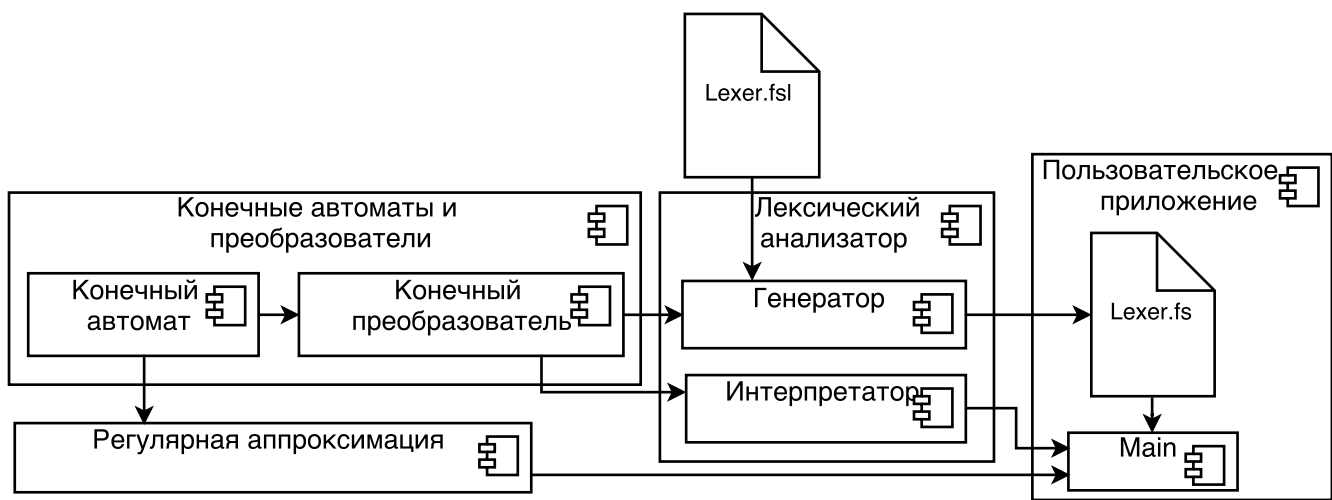 Lexer.fsl
Конечные автоматы и
преобразователи
Лексический
анализатор
Пользовательское
приложение
Конечный
автомат
Конечный
преобразователь
Генератор
Lexer.fs
Интерпретатор
Регулярная аппроксимация
Main